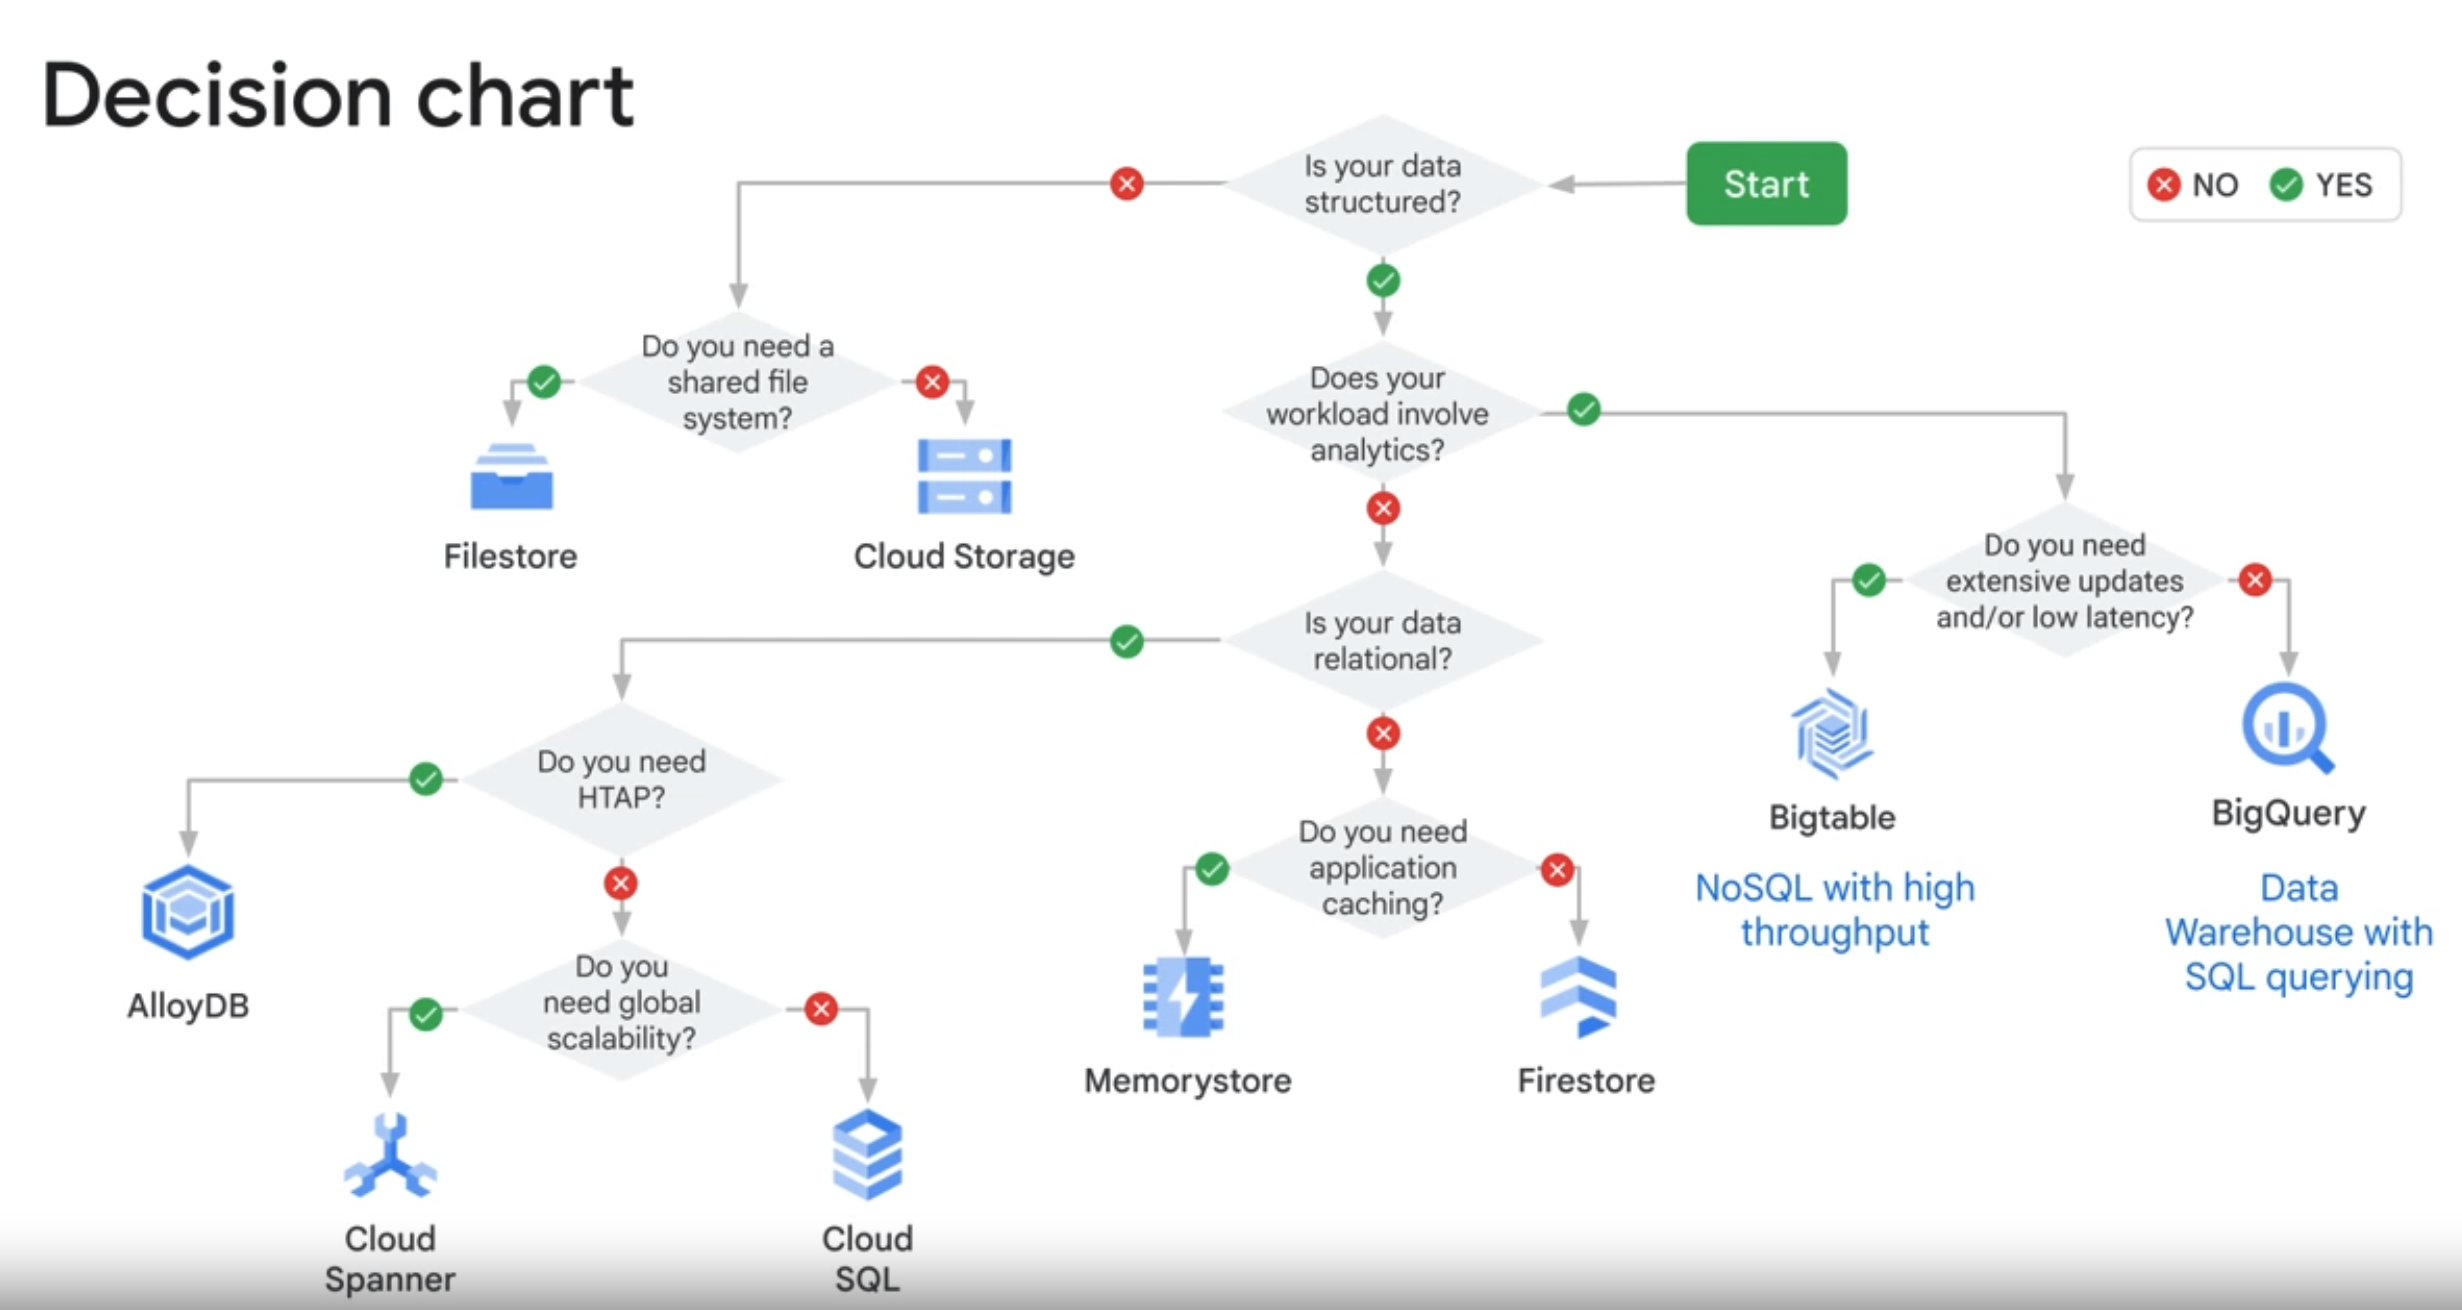 Decision chart
Is your data
structured?
Start
NO
YES
Do you need a
shared file
system?
Does your
workload involve
analytics?
Filestore
Cloud Storage
Do you need
extensive updates
and/or low latency?
Is your data
relational?
Do you need
HTAP?
Bigtable
BigQuery
NoSQL with high
throughput
Data
Warehouse with
SQL querying
Do you need
application
caching?
AlloyDB
Do you
need global
scalability?
Memorystore
Firestore
Cloud
Spanner
Cloud
SQL